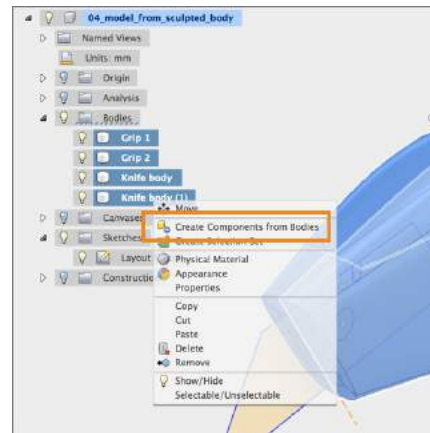 04_model_from_sculpted_body
Named Views
Units: mm
Origin
Analysis
Bodies
Grip 1
Grip 2
Knife body
Knife body (1)
Move
Canvases
Create Components from Bodies
Sketches
Create Selection Set
Layout
Physical Material
Constructio
Appearance
Properties
Copy
Cut
Paste
Delete
Remove
Show/Hide
Selectable/Unselectable